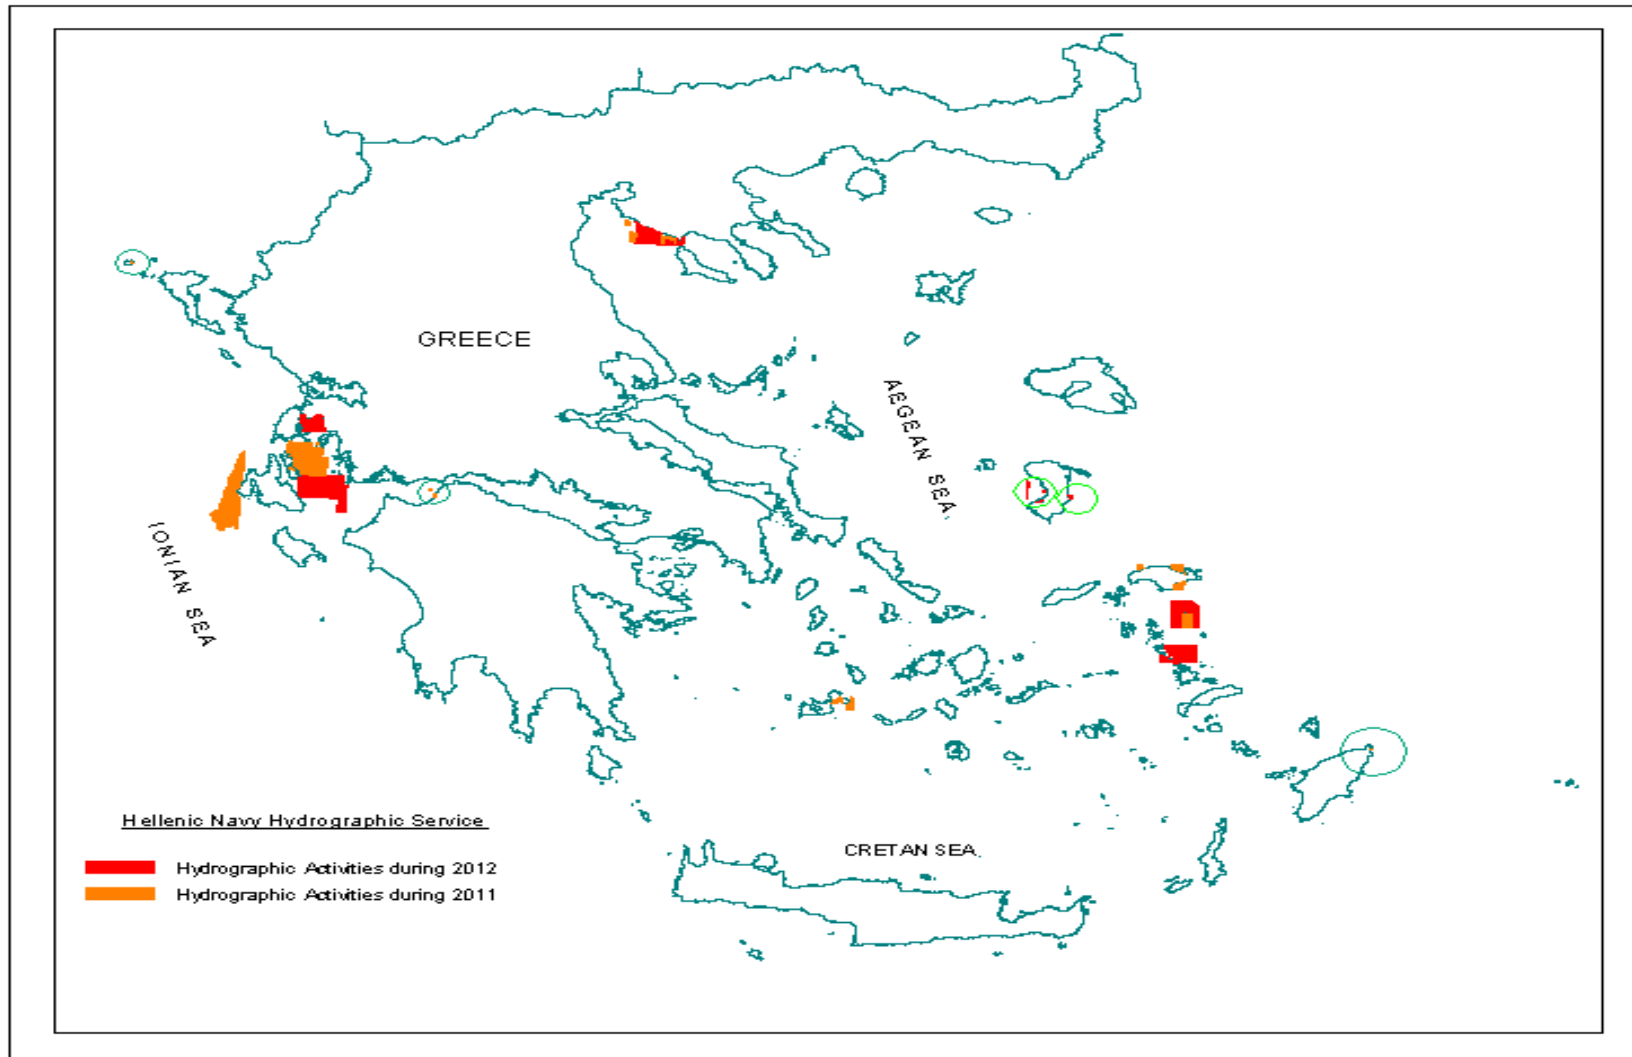 GREECE
AEGEAN SEA.
IONIAN SEA
CRETAN SEA.
Hellenic Navy Hydrographic Service
Hydrographic Activities during 2012
Hydrographic Activities during 2011